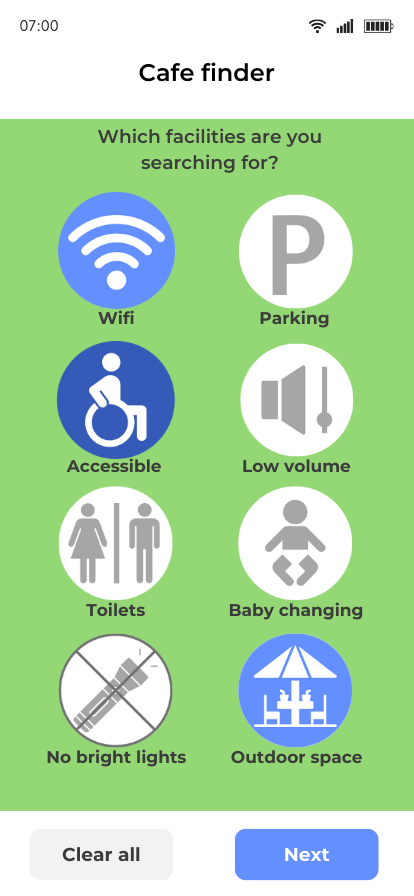 07:00
Cafe finder
Which facilities are you
searching for?
Wifi
P
Parking
Accessible
Low volume
Toilets
Baby changing
No bright lights
Outdoor space
Clear all
Next